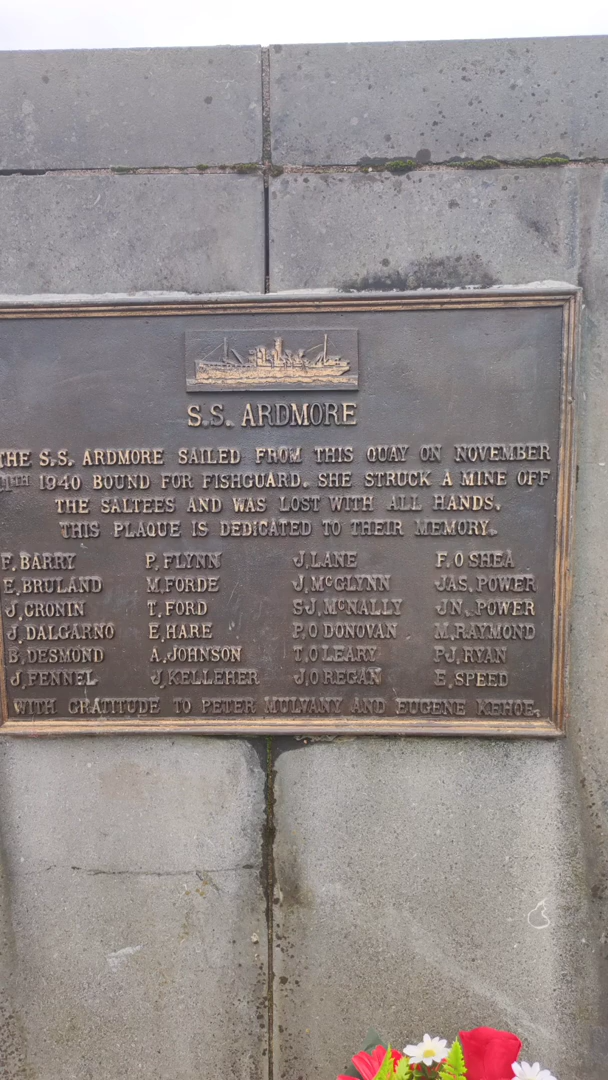 S.S. ARDMORE
THE S.S. ARDMORE SAILED FROM THIS QUAY ON NOVEMBER
11TH 1940 BOUND FOR FISHGUARD. SHE STRUCK A MINE OFF
THE SALTEES AND WAS LOST WITH ALL HANDS.
THIS PLAQUE IS DEDICATED TO THEIR MEMORY.
F. BARRY P. FLYNN J. LANE F. O SHEA
E. BRULAND M. FORDE J. McGLYNN JAS. POWER
J. CRONIN T. FORD S.J. McNALLY JN. POWER
J. DALGARNO E. HARE P. O DONOVAN M. RAYMOND
B. DESMOND A. JOHNSON T. O LEARY P.J. RYAN
J. FENNEL J. KELLEHER J. O REGAN E. SPEED
WITH GRATITUDE TO PETER MULVANY AND EUGENE KEHOE.